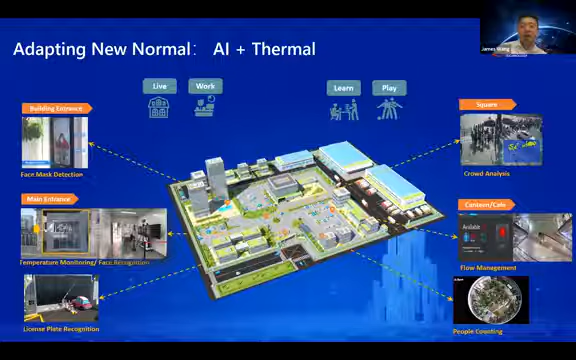 Adapting New Normal: AI + Thermal
James Wang
Live
Work
Learn
Play
Building Entrance
Face Mask Detection
Main Entrance
Temperature Monitoring/ Face Recognition
License Plate Recognition
Square
Crowd Analysis
Canteen/Cafe
Available
Flow Management
People Counting